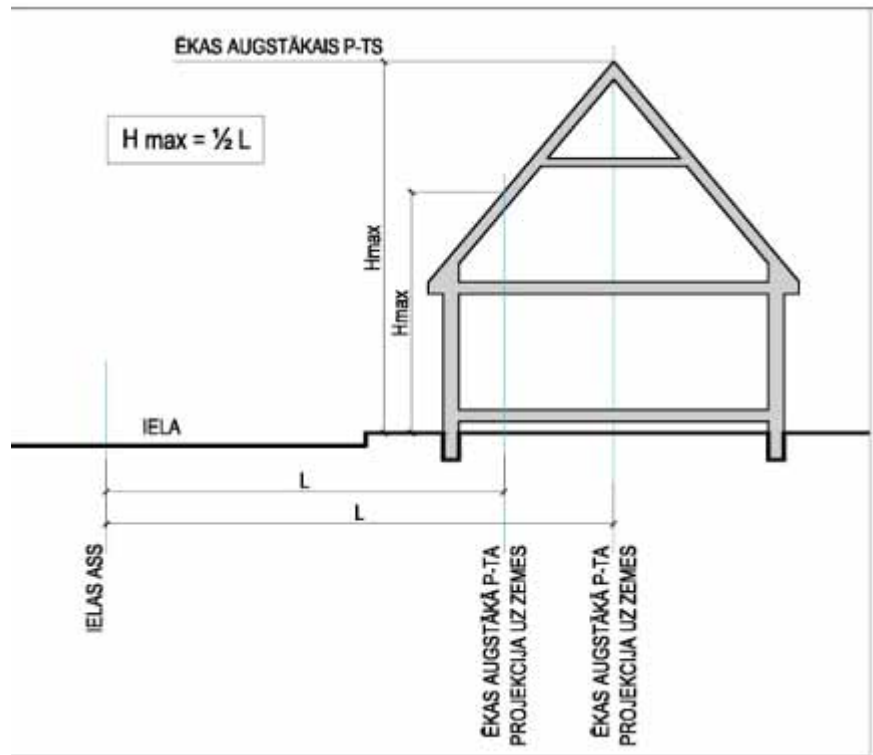 ĒKAS AUGSTĀKAIS P-TS
H max = ½ L
Hmax
Hmax
IELA
L
L
IELAS ASS
ĒKAS AUGSTĀKĀ P-TA
PROJEKCIJA UZ ZEMES
ĒKAS AUGSTĀKĀ P-TA
PROJEKCIJA UZ ZEMES